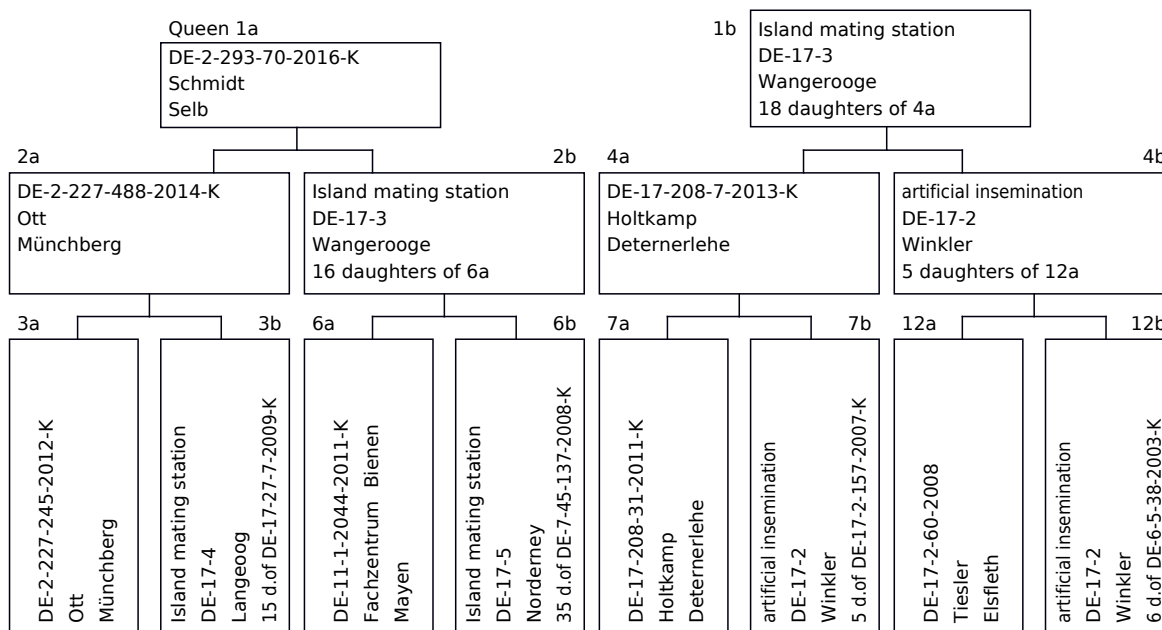 Queen 1a
DE-2-293-70-2016-K
Schmidt
Selb
1b
Island mating station
DE-17-3
Wangerooge
18 daughters of 4a
2a
DE-2-227-488-2014-K
Ott
Münchberg
2b
Island mating station
DE-17-3
Wangerooge
16 daughters of 6a
4a
DE-17-208-7-2013-K
Holtkamp
Deternerlehe
4b
artificial insemination
DE-17-2
Winkler
5 daughters of 12a
3a
DE-2-227-245-2012-K
Ott
Münchberg
3b
Island mating station
DE-17-4
Langeoog
15 d.of DE-17-27-7-2009-K
6a
DE-11-1-2044-2011-K
Fachzentrum Bienen
Mayen
6b
Island mating station
DE-17-5
Norderney
35 d.of DE-7-45-137-2008-K
7a
DE-17-208-31-2011-K
Holtkamp
Deternerlehe
7b
artificial insemination
DE-17-2
Winkler
5 d.of DE-17-2-157-2007-K
12a
DE-17-2-60-2008
Tiesler
Elsfleth
12b
artificial insemination
DE-17-2
Winkler
6 d.of DE-6-5-38-2003-K